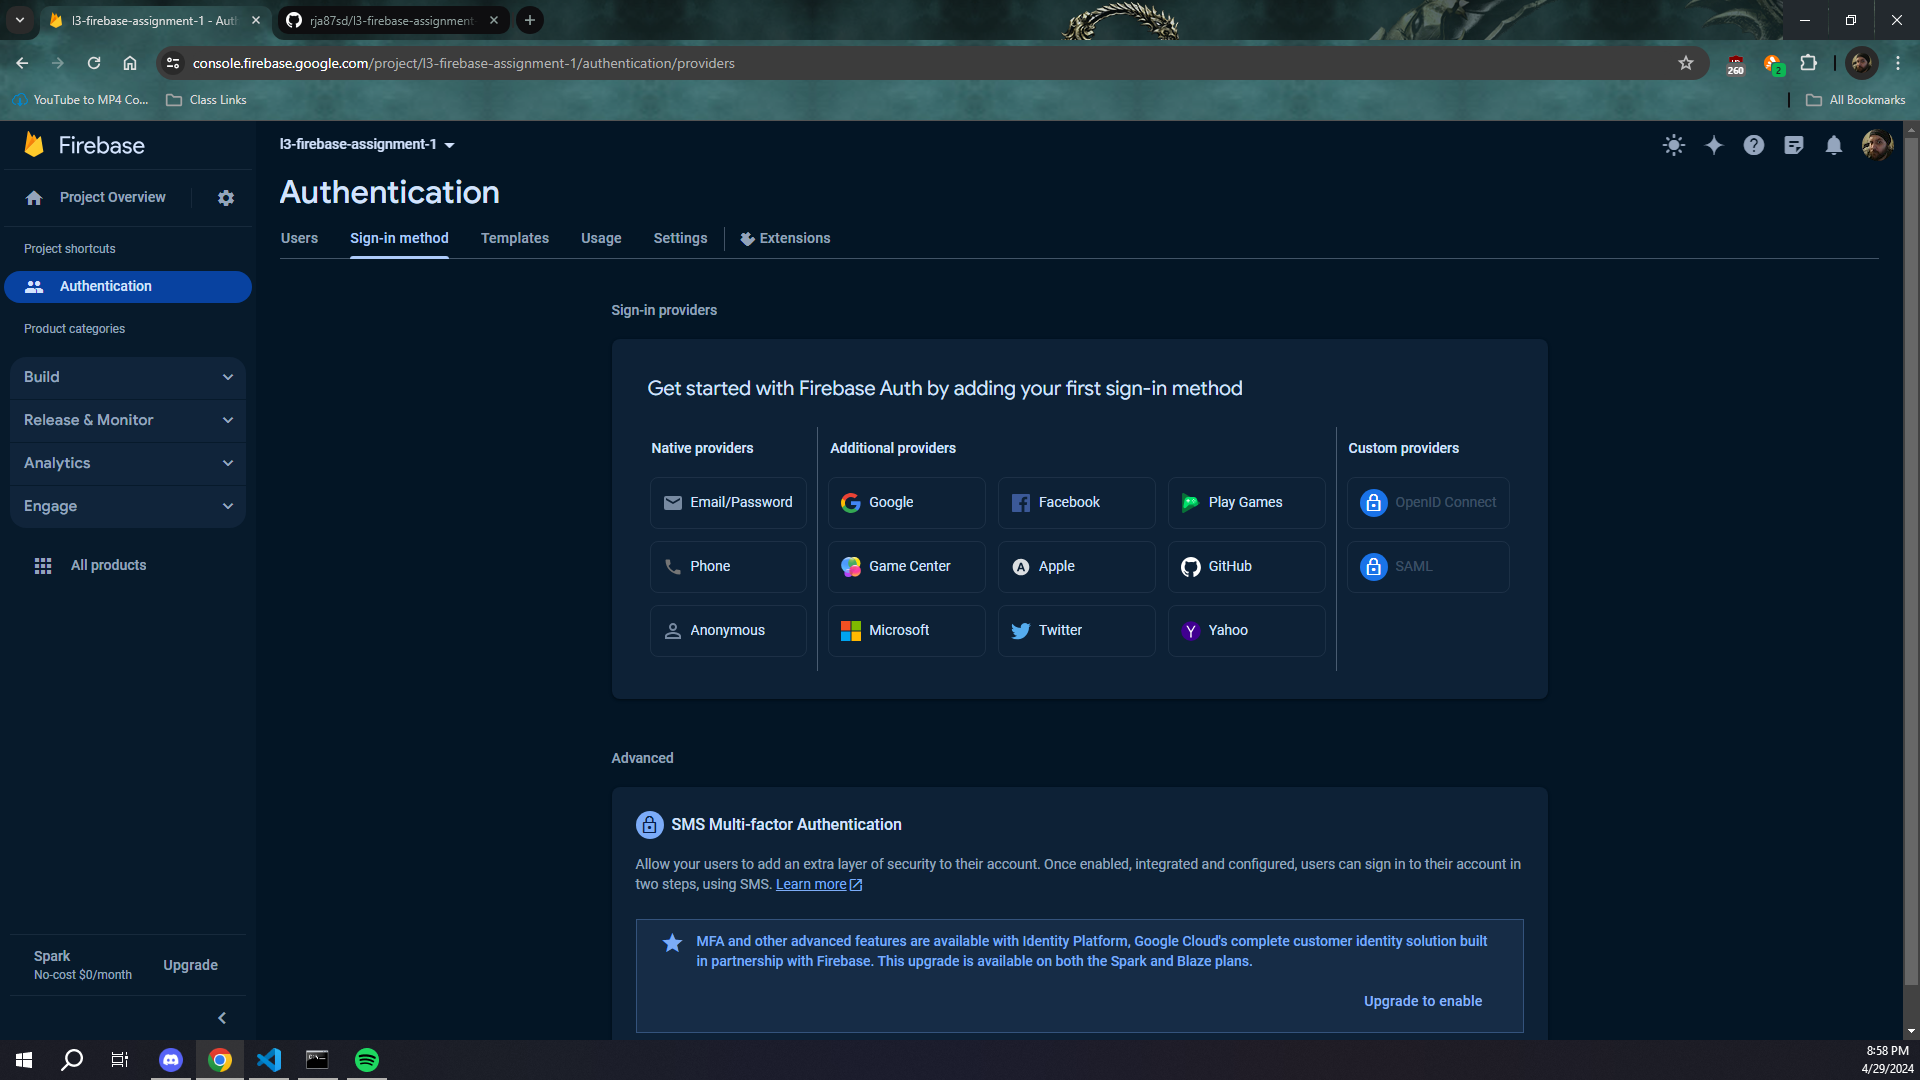 l3-firebase-assignment-1 - Aut
rja87sd/l3-firebase-assignment
console.firebase.google.com/project/l3-firebase-assignment-1/authentication/providers
260
2
YouTube to MP4 Co...
Class Links
All Bookmarks
Firebase
l3-firebase-assignment-1
Project Overview
Authentication
Users
Sign-in method
Templates
Usage
Settings
Extensions
Project shortcuts
Authentication
Product categories
Build
Release & Monitor
Analytics
Engage
All products
Sign-in providers
Get started with Firebase Auth by adding your first sign-in method
Native providers
Additional providers
Custom providers
Email/Password
Google
Facebook
Play Games
OpenID Connect
Phone
Game Center
Apple
GitHub
SAML
Anonymous
Microsoft
Twitter
Yahoo
Advanced
SMS Multi-factor Authentication
Allow your users to add an extra layer of security to their account. Once enabled, integrated and configured, users can sign in to their account in
two steps, using SMS. Learn more
MFA and other advanced features are available with Identity Platform, Google Cloud's complete customer identity solution built
in partnership with Firebase. This upgrade is available on both the Spark and Blaze plans.
Upgrade to enable
Spark
No-cost $0/month
Upgrade
8:58 PM
4/29/2024